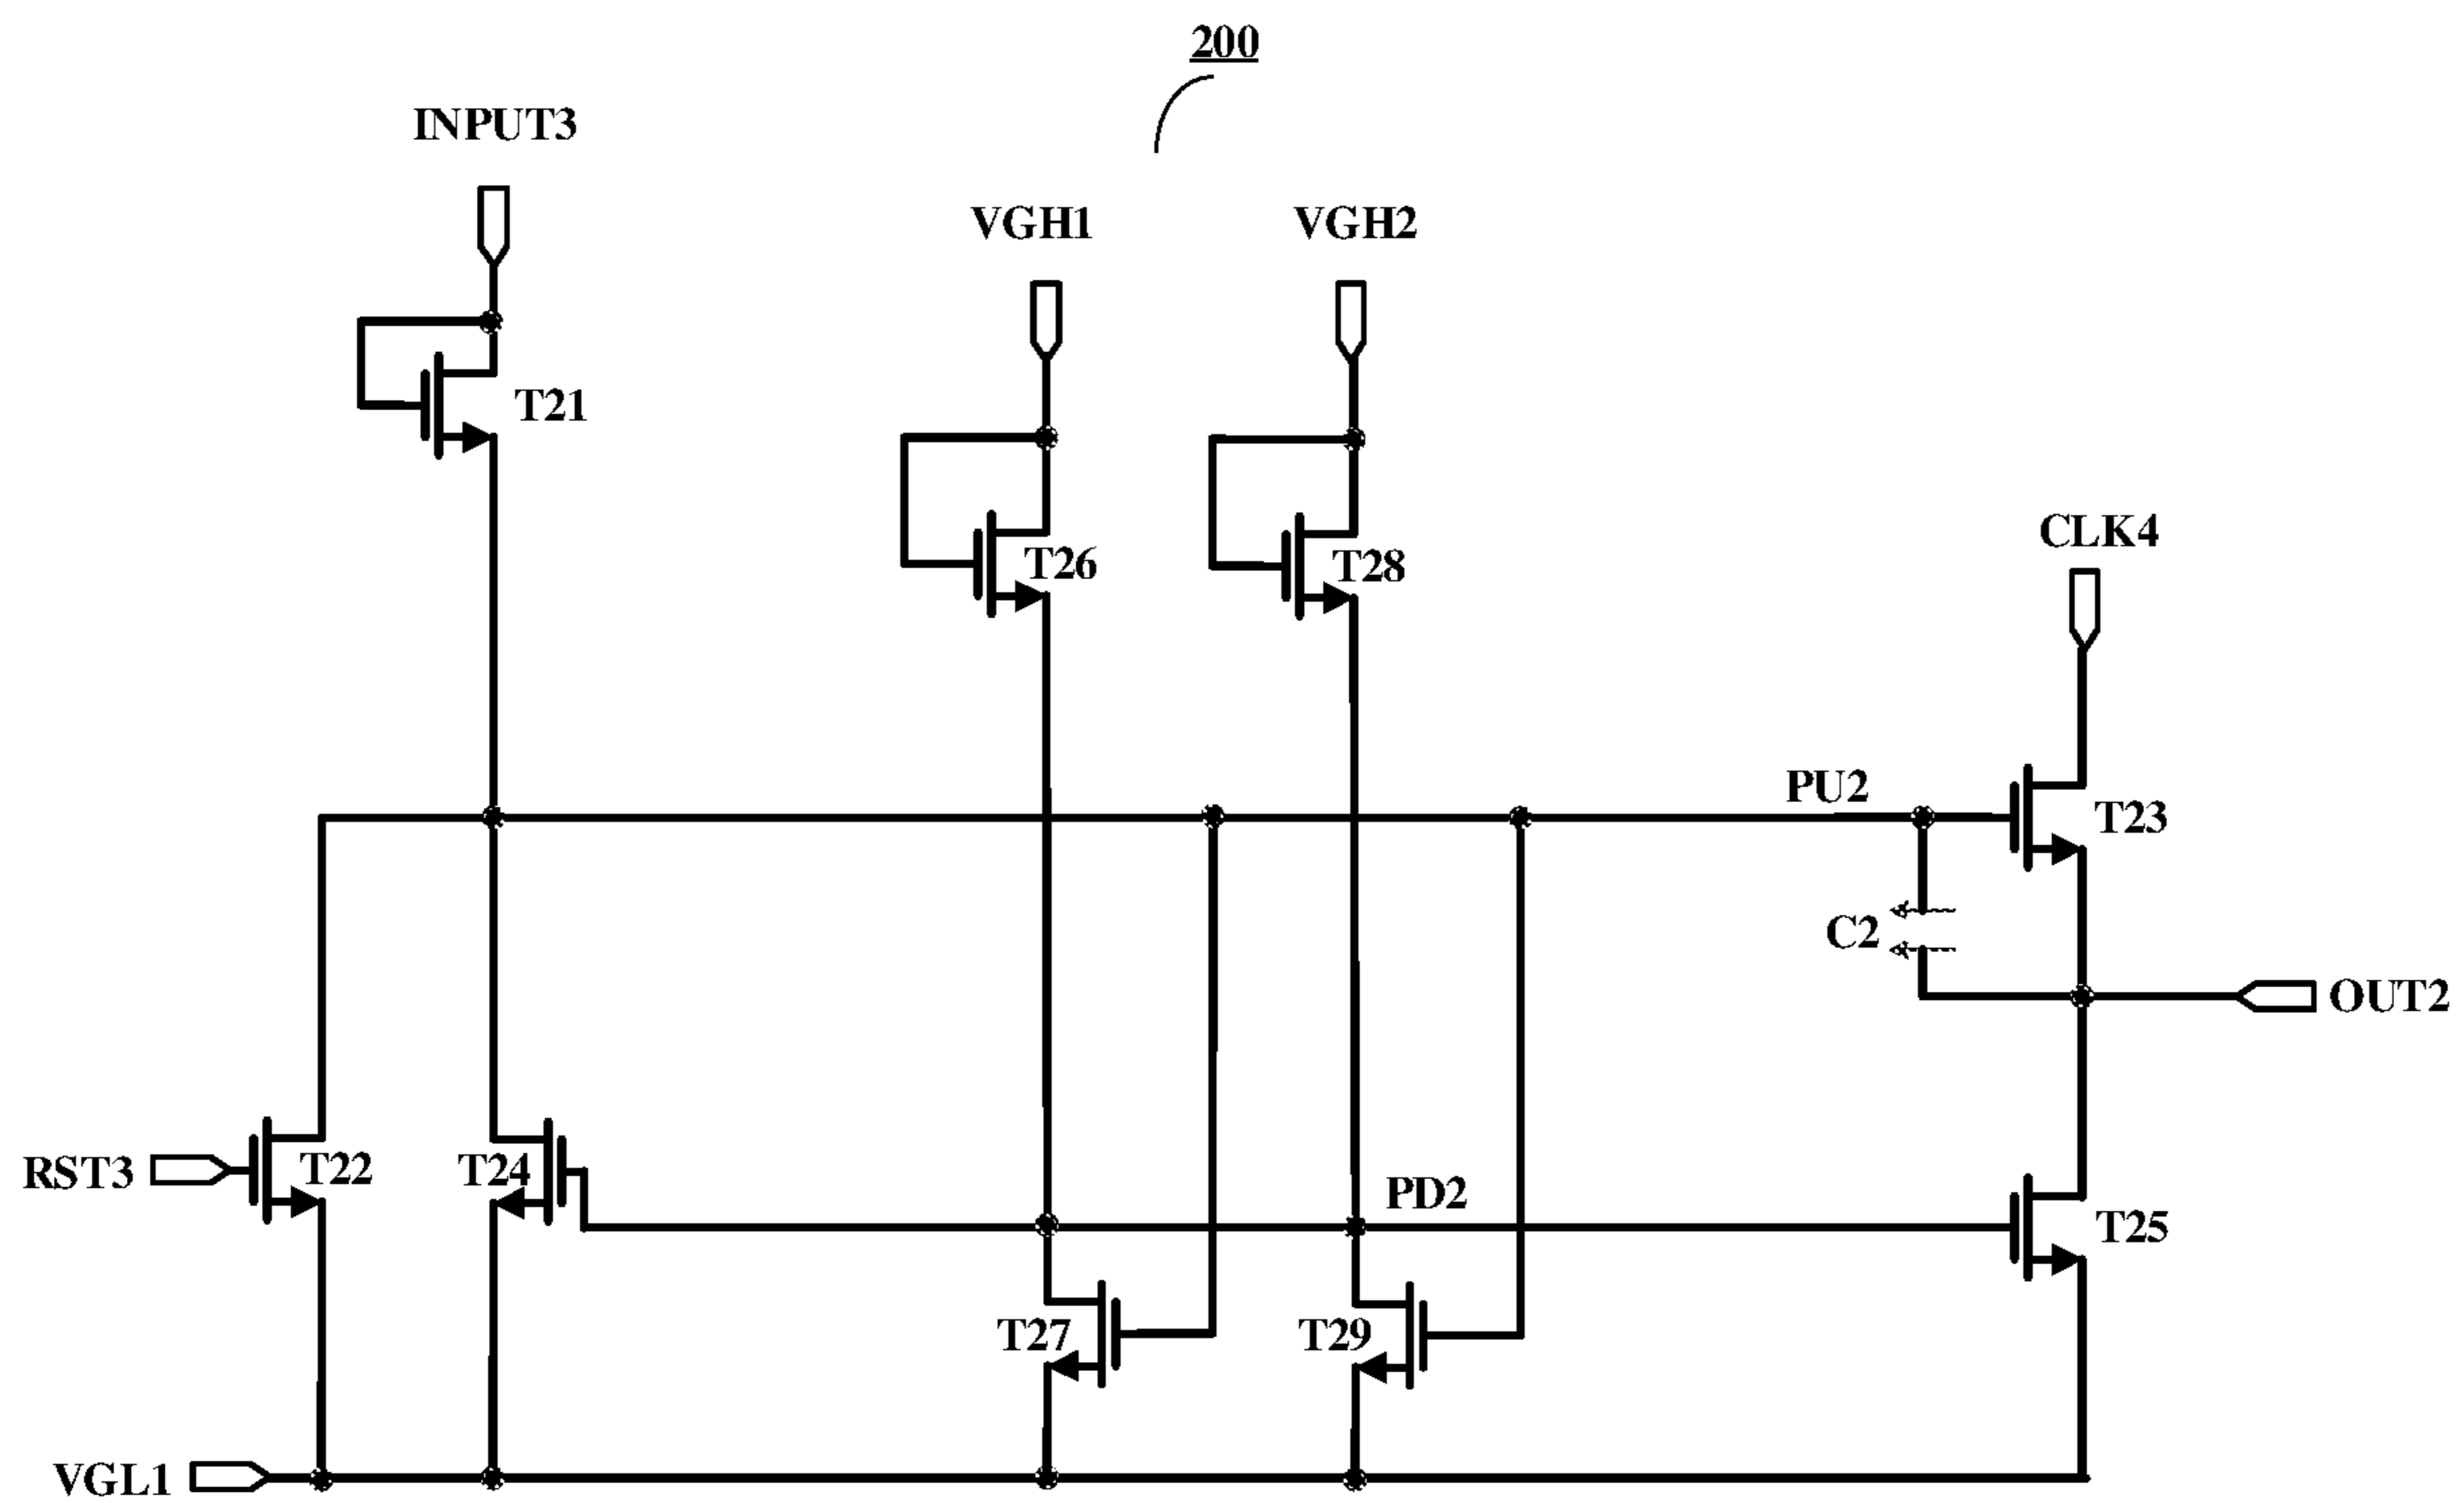 200
INPUT3
VGH1
VGH2
T21
CLK4
T26
T28
PU2
T23
C2
OUT2
RST3
T22
T24
PD2
T25
T27
T29
VGL1